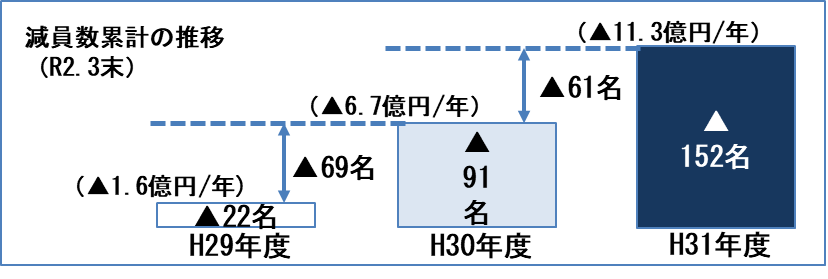 減員数累計の推移
（R2.3末）
（▲11.3億円/年）
▲61名
（▲6.7億円/年）
▲69名
（▲1.6億円/年）
▲22名
▲
91
名
▲
152名
H29年度
H30年度
H31年度